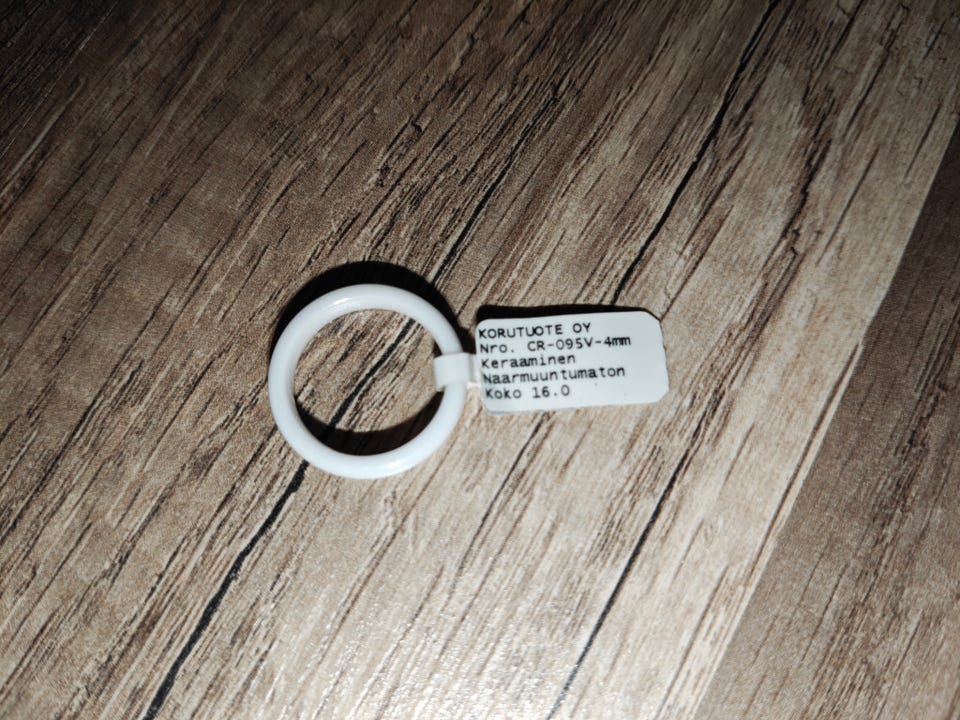 KORUTUOTE OY
Nro. CR-095V-4mm
Keraaminen
Naarmuuntumaton
Koko 16.0